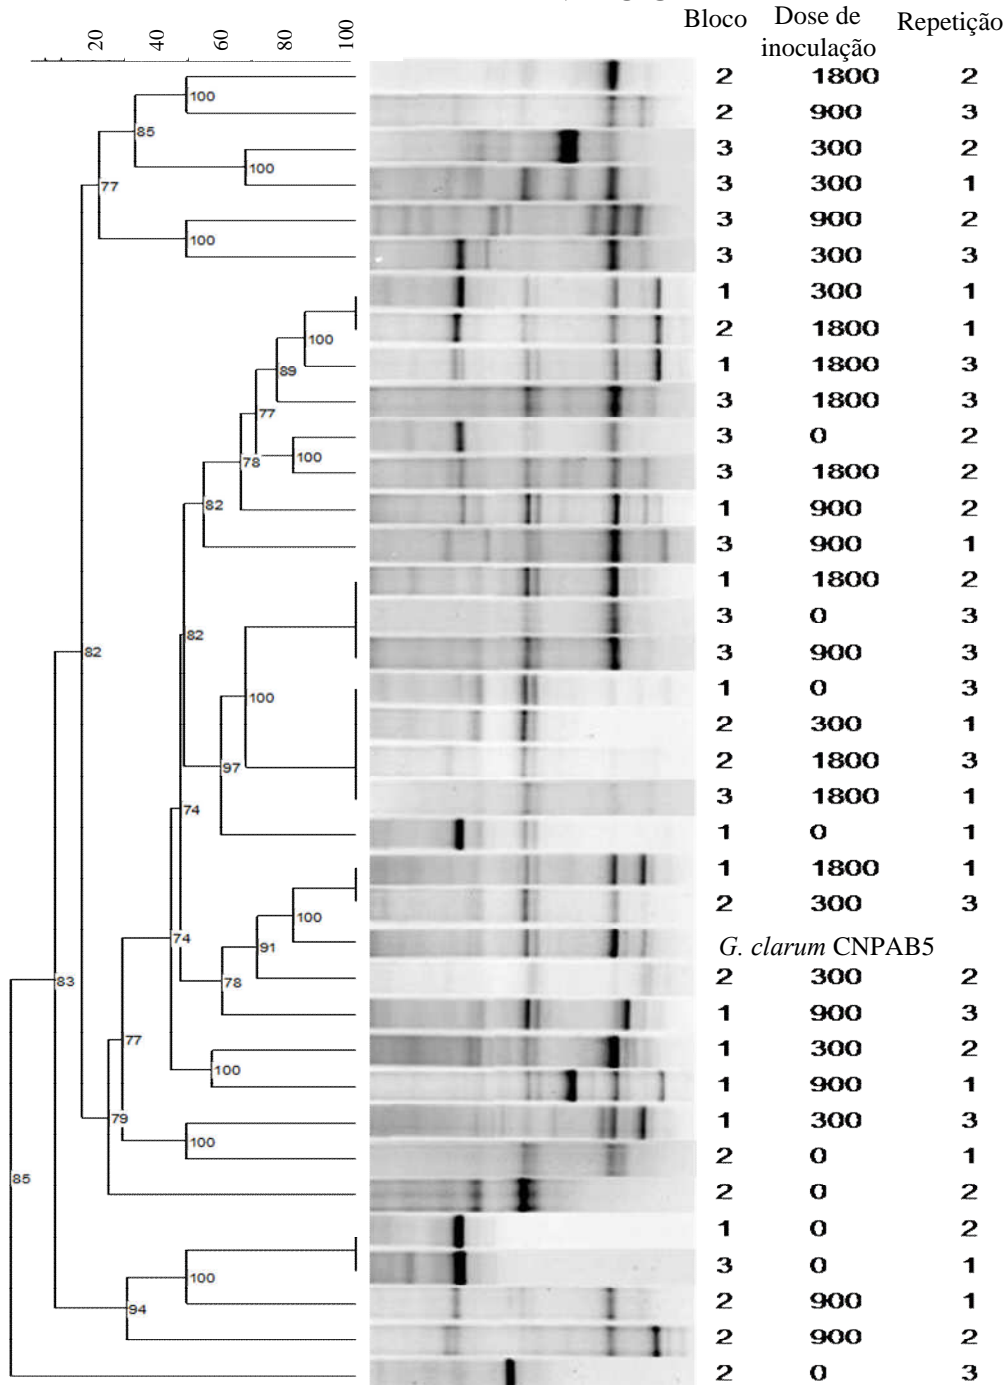 Bloco Dose de inoculação Repetição
20 40 60 80 100
2 1800 2
100
2 900 3
85
3 300 2
100
3 300 1
77
3 900 2
100
3 300 3
1 300 1
2 1800 1
100
1 1800 3
89
3 1800 3
77
3 0 2
78 100
3 1800 2
82
1 900 2
3 900 1
1 1800 2
3 0 3
82
82
3 900 3
100
1 0 3
2 300 1
97
2 1800 3
3 1800 1
74
1 0 1
1 1800 1
2 300 3
100
74 91
G. clarum CNPAB5
83 78
2 300 2
1 900 3
77
1 300 2
100
1 900 1
79
1 300 3
100
2 0 1
85
2 0 2
1 0 2
3 0 1
100
2 900 1
94
2 900 2
2 0 3